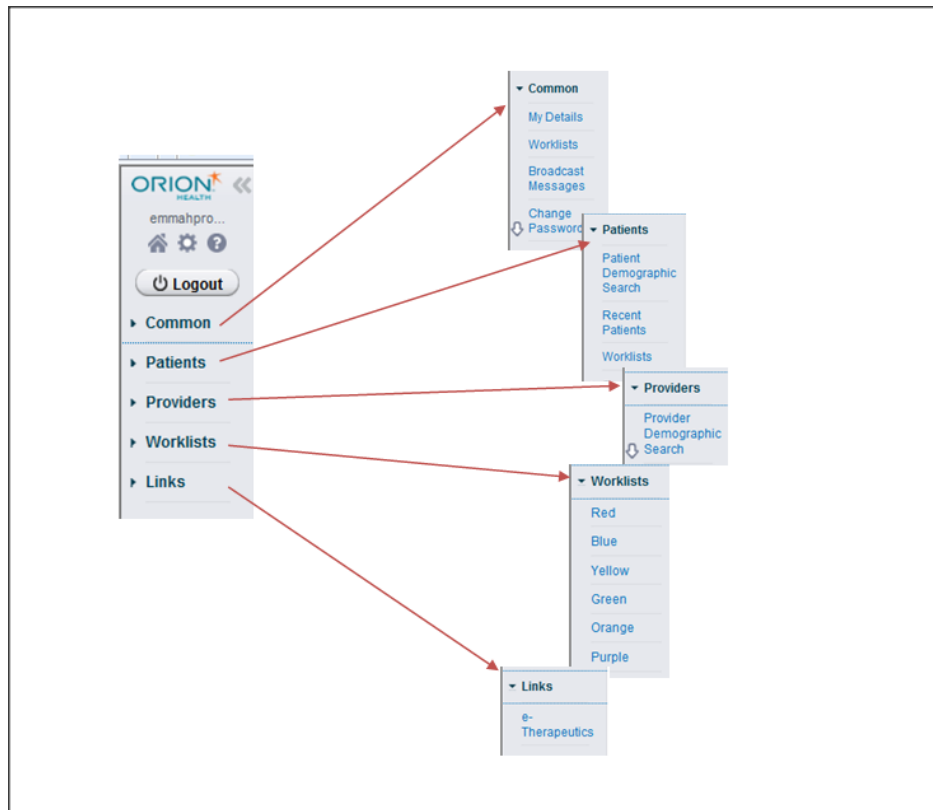 ORION
HEALTH
emmahpro...
Logout
Common
Patients
Providers
Worklists
Links
Common
My Details
Worklists
Broadcast
Messages
Change
Password
Patients
Patient
Demographic
Search
Recent
Patients
Worklists
Providers
Provider
Demographic
Search
Worklists
Red
Blue
Yellow
Green
Orange
Purple
Links
e-
Therapeutics